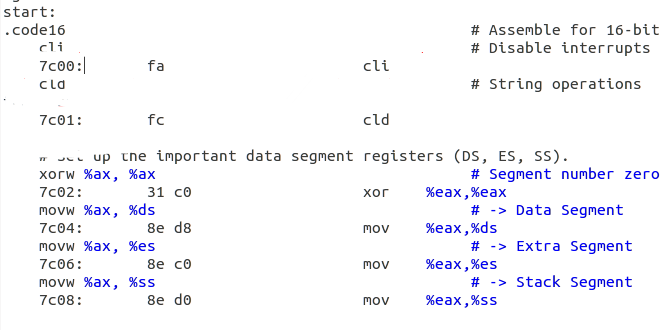 start:
.code16 # Assemble for 16-bit
cli # Disable interrupts
7c00: fa cli
cld # String operations
7c01: fc cld
# Set up the important data segment registers (DS, ES, SS).
xorw %ax, %ax # Segment number zero
7c02: 31 c0 xor %eax,%eax
movw %ax, %ds # -> Data Segment
7c04: 8e d8 mov %eax,%ds
movw %ax, %es # -> Extra Segment
7c06: 8e c0 mov %eax,%es
movw %ax, %ss # -> Stack Segment
7c08: 8e d0 mov %eax,%ss